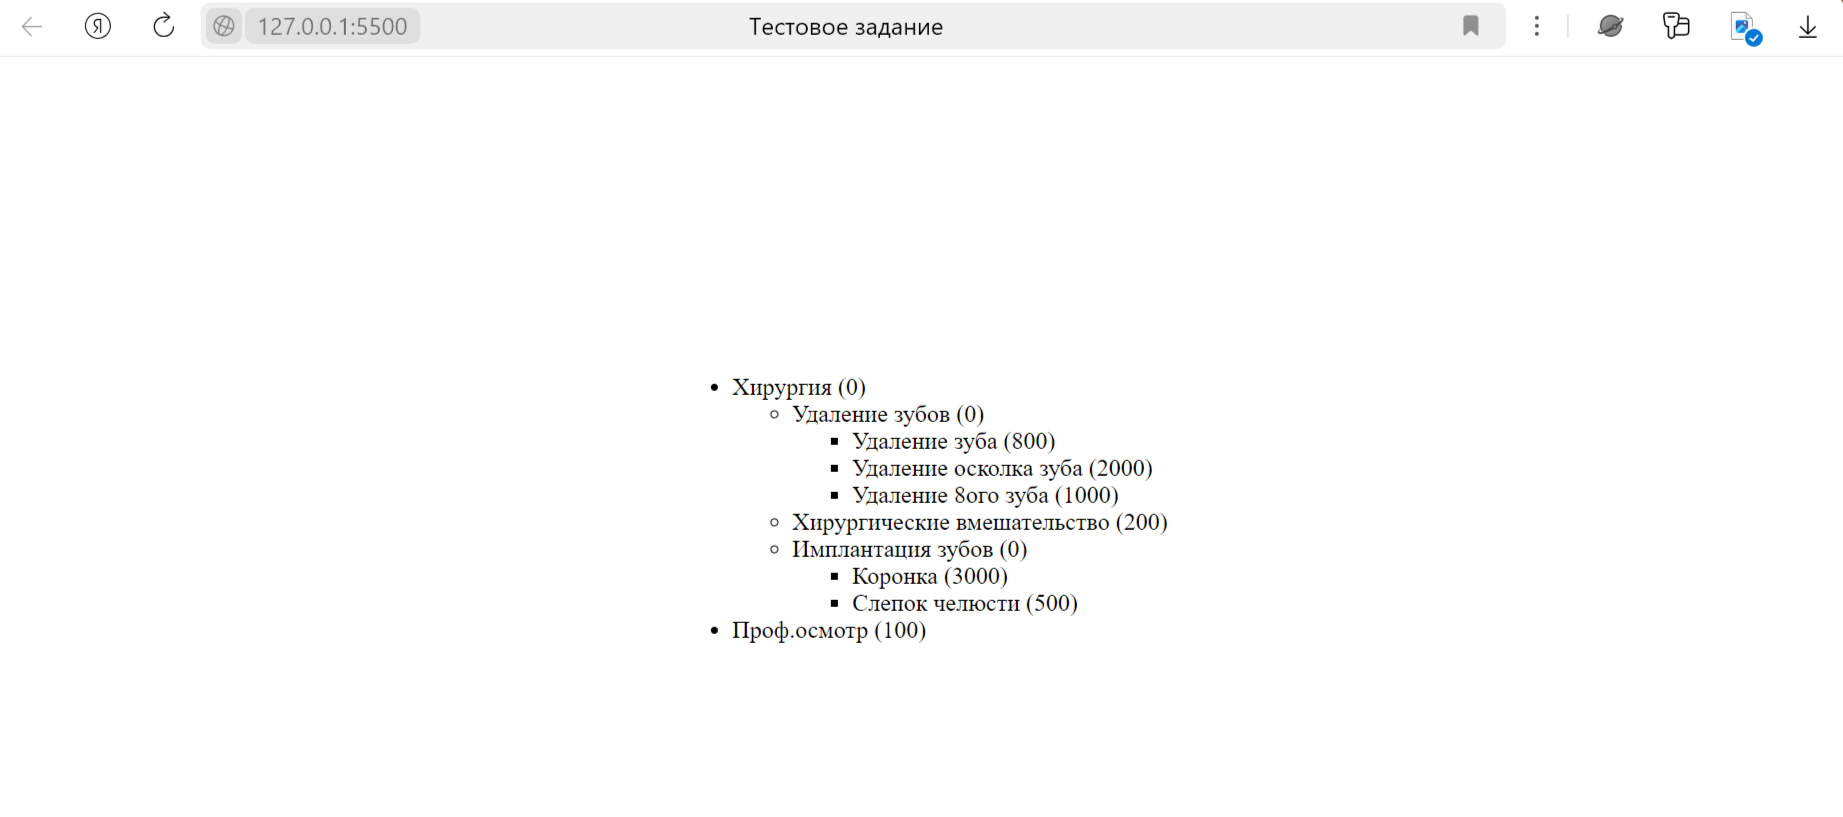 Я 127.0.0.1:5500 Тестовое задание
Хирургия (0)
Удаление зубов (0)
Удаление зуба (800)
Удаление осколка зуба (2000)
Удаление 8ого зуба (1000)
Хирургические вмешательство (200)
Имплантация зубов (0)
Коронка (3000)
Слепок челюсти (500)
Проф.осмотр (100)